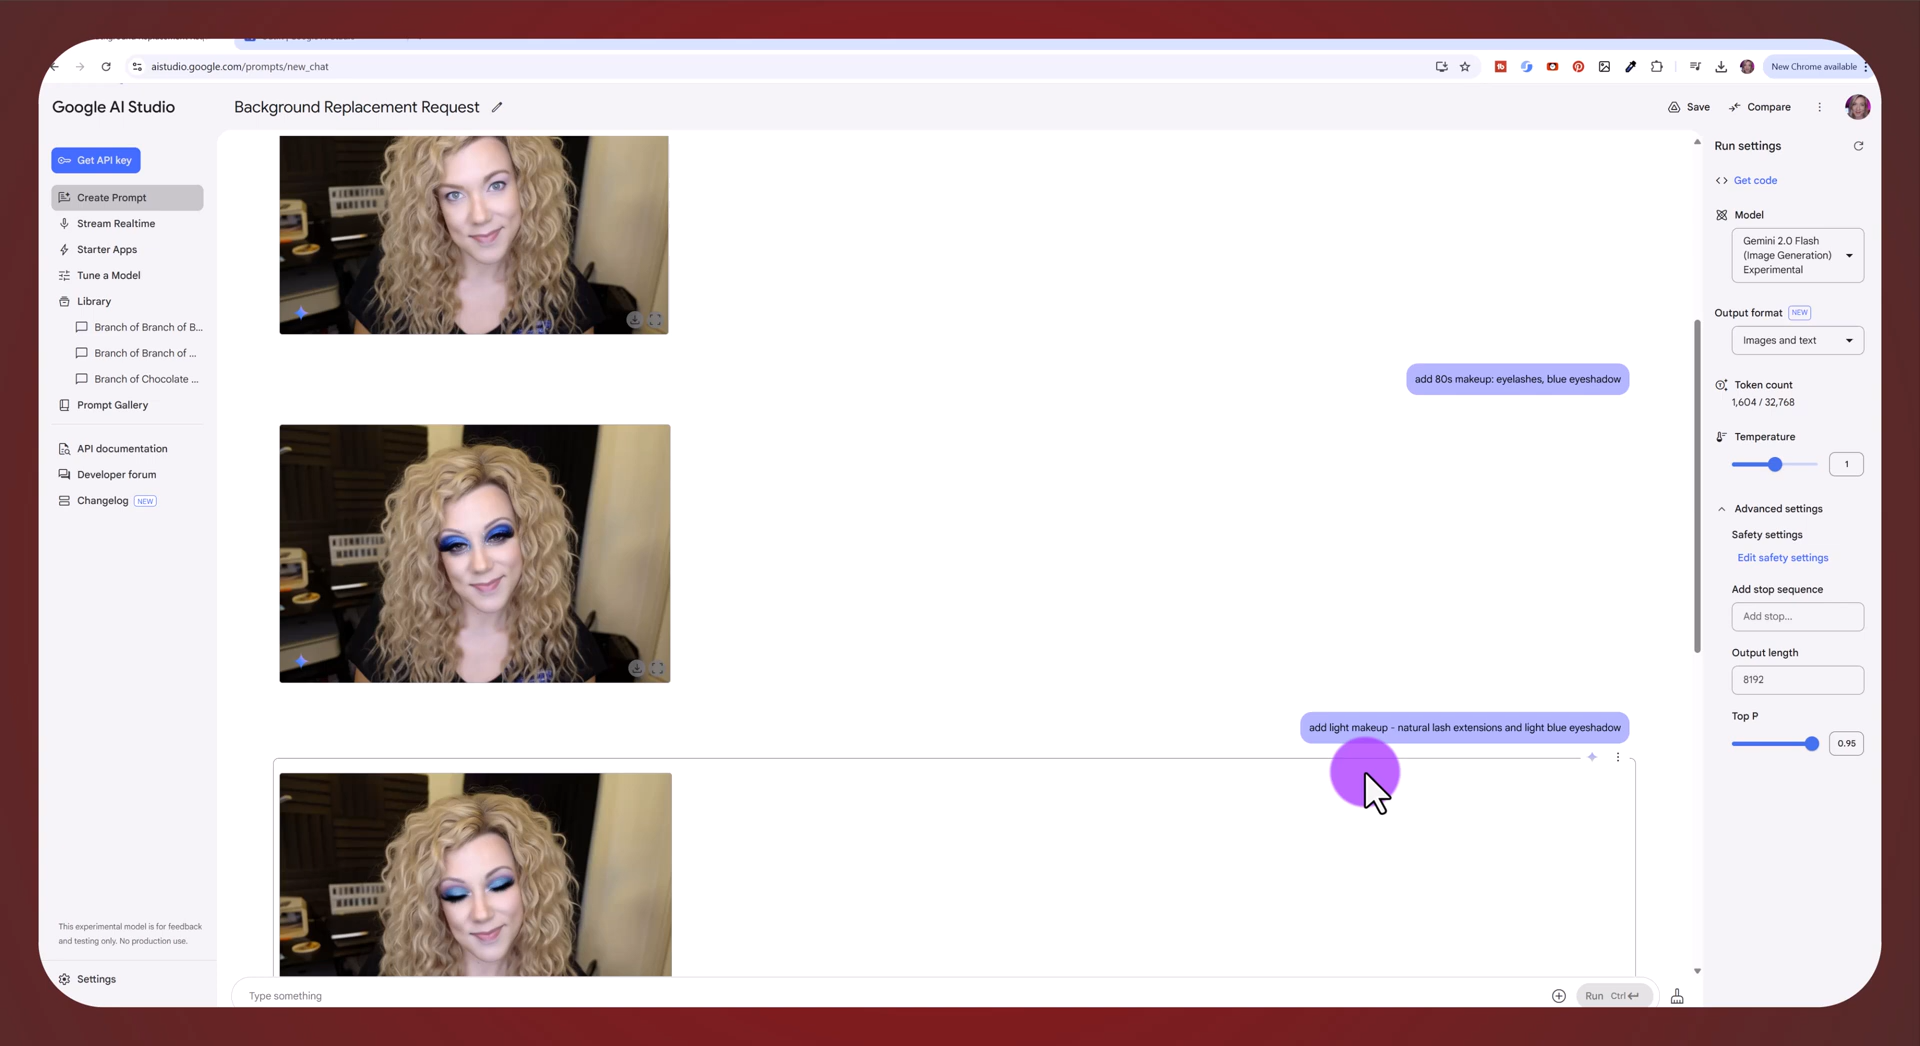 aistudio.google.com/prompts/new_chat
New Chrome available
Google AI Studio
Background Replacement Request
Save
Compare
Get API key
Create Prompt
Stream Realtime
Starter Apps
Tune a Model
Library
Branch of Branch of B...
Branch of Branch of ...
Branch of Chocolate ...
Prompt Gallery
API documentation
Developer forum
Changelog NEW
This experimental model is for feedback
and testing only. No production use.
Settings
add 80s makeup: eyelashes, blue eyeshadow
add light makeup - natural lash extensions and light blue eyeshadow
Type something
Run Ctrl
Run settings
Get code
Model
Gemini 2.0 Flash
(Image Generation)
Experimental
Output format NEW
Images and text
Token count
1,604 / 32,768
Temperature
1
Advanced settings
Safety settings
Edit safety settings
Add stop sequence
Add stop...
Output length
8192
Top P
0.95